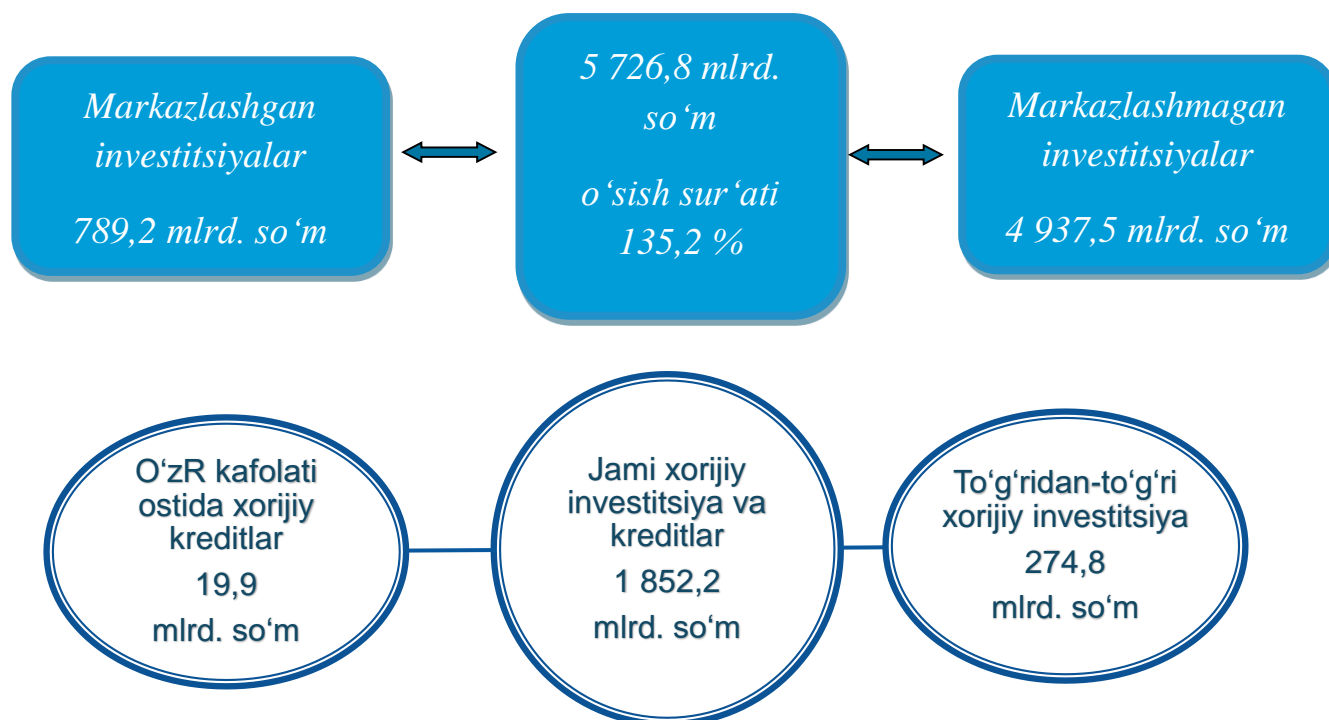 Markazlashgan
investitsiyalar
789,2 mlrd. so‘m
5 726,8 mlrd.
so‘m
o‘sish sur‘ati
135,2 %
Markazlashmagan
investitsiyalar
4 937,5 mlrd. so‘m
O‘zR kafolati
ostida xorijiy
kreditlar
19,9
mlrd. so‘m
Jami xorijiy
investitsiya va
kreditlar
1 852,2
mlrd. so‘m
To‘g‘ridan-to‘g‘ri
xorijiy investitsiya
274,8
mlrd. so‘m